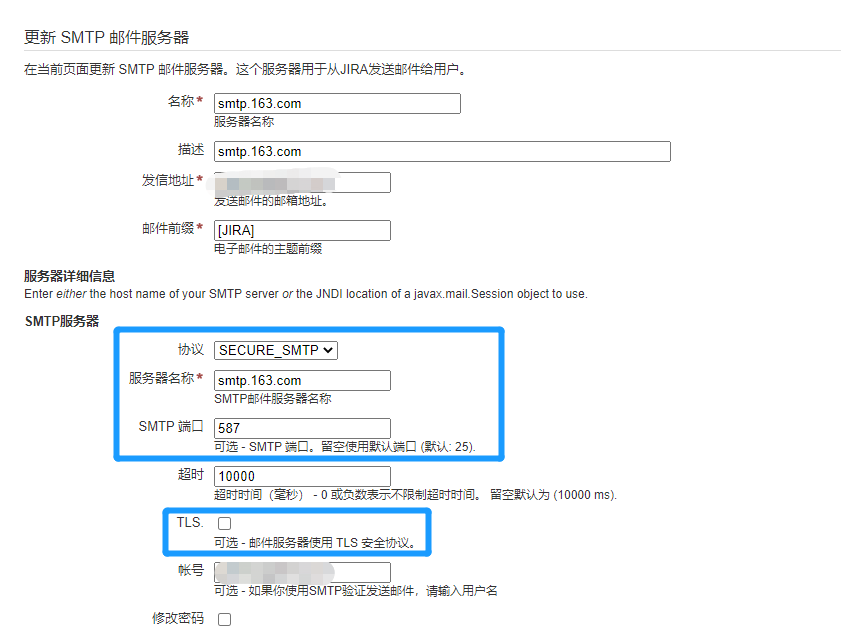 更新 SMTP 邮件服务器
在当前页面更新 SMTP 邮件服务器。这个服务器用于从JIRA发送邮件给用户。
名称* smtp.163.com
服务器名称
描述 smtp.163.com
发信地址*
发送邮件的邮箱地址。
邮件前缀* [JIRA]
电子邮件的主题前缀
服务器详细信息
Enter either the host name of your SMTP server or the JNDI location of a javax.mail.Session object to use.
SMTP服务器
协议 SECURE_SMTP
服务器名称* smtp.163.com
SMTP邮件服务器名称
SMTP 端口 587
可选 - SMTP 端口。留空使用默认端口 (默认: 25).
超时 10000
超时时间（毫秒） - 0 或负数表示不限制超时时间。 留空默认为 (10000 ms).
TLS.
可选 - 邮件服务器使用 TLS 安全协议。
帐号
可选 - 如果你使用SMTP验证发送邮件，请输入用户名
修改密码